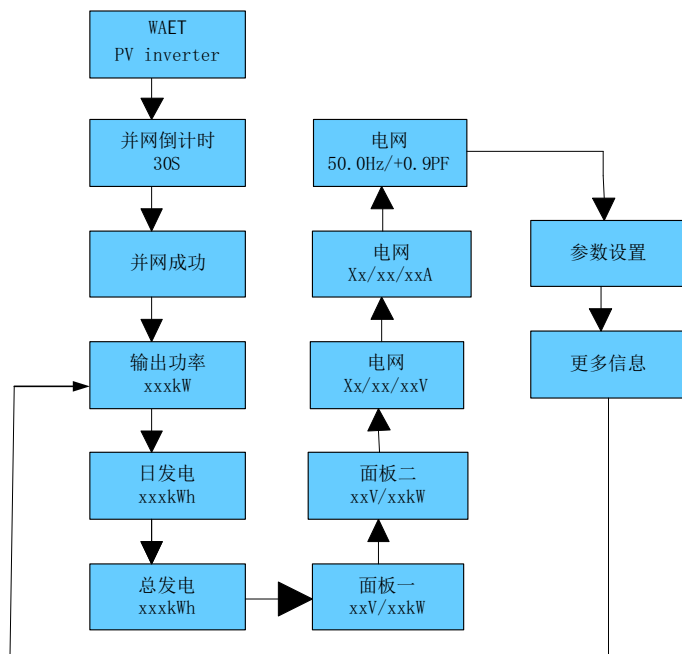 WAET
PV inverter
并网倒计时
30S
并网成功
输出功率
xxxkW
日发电
xxxkWh
总发电
xxxkWh
面板一
xxV/xxkW
面板二
xxV/xxkW
电网
Xx/xx/xxV
电网
Xx/xx/xxA
电网
50.0Hz/+0.9PF
参数设置
更多信息